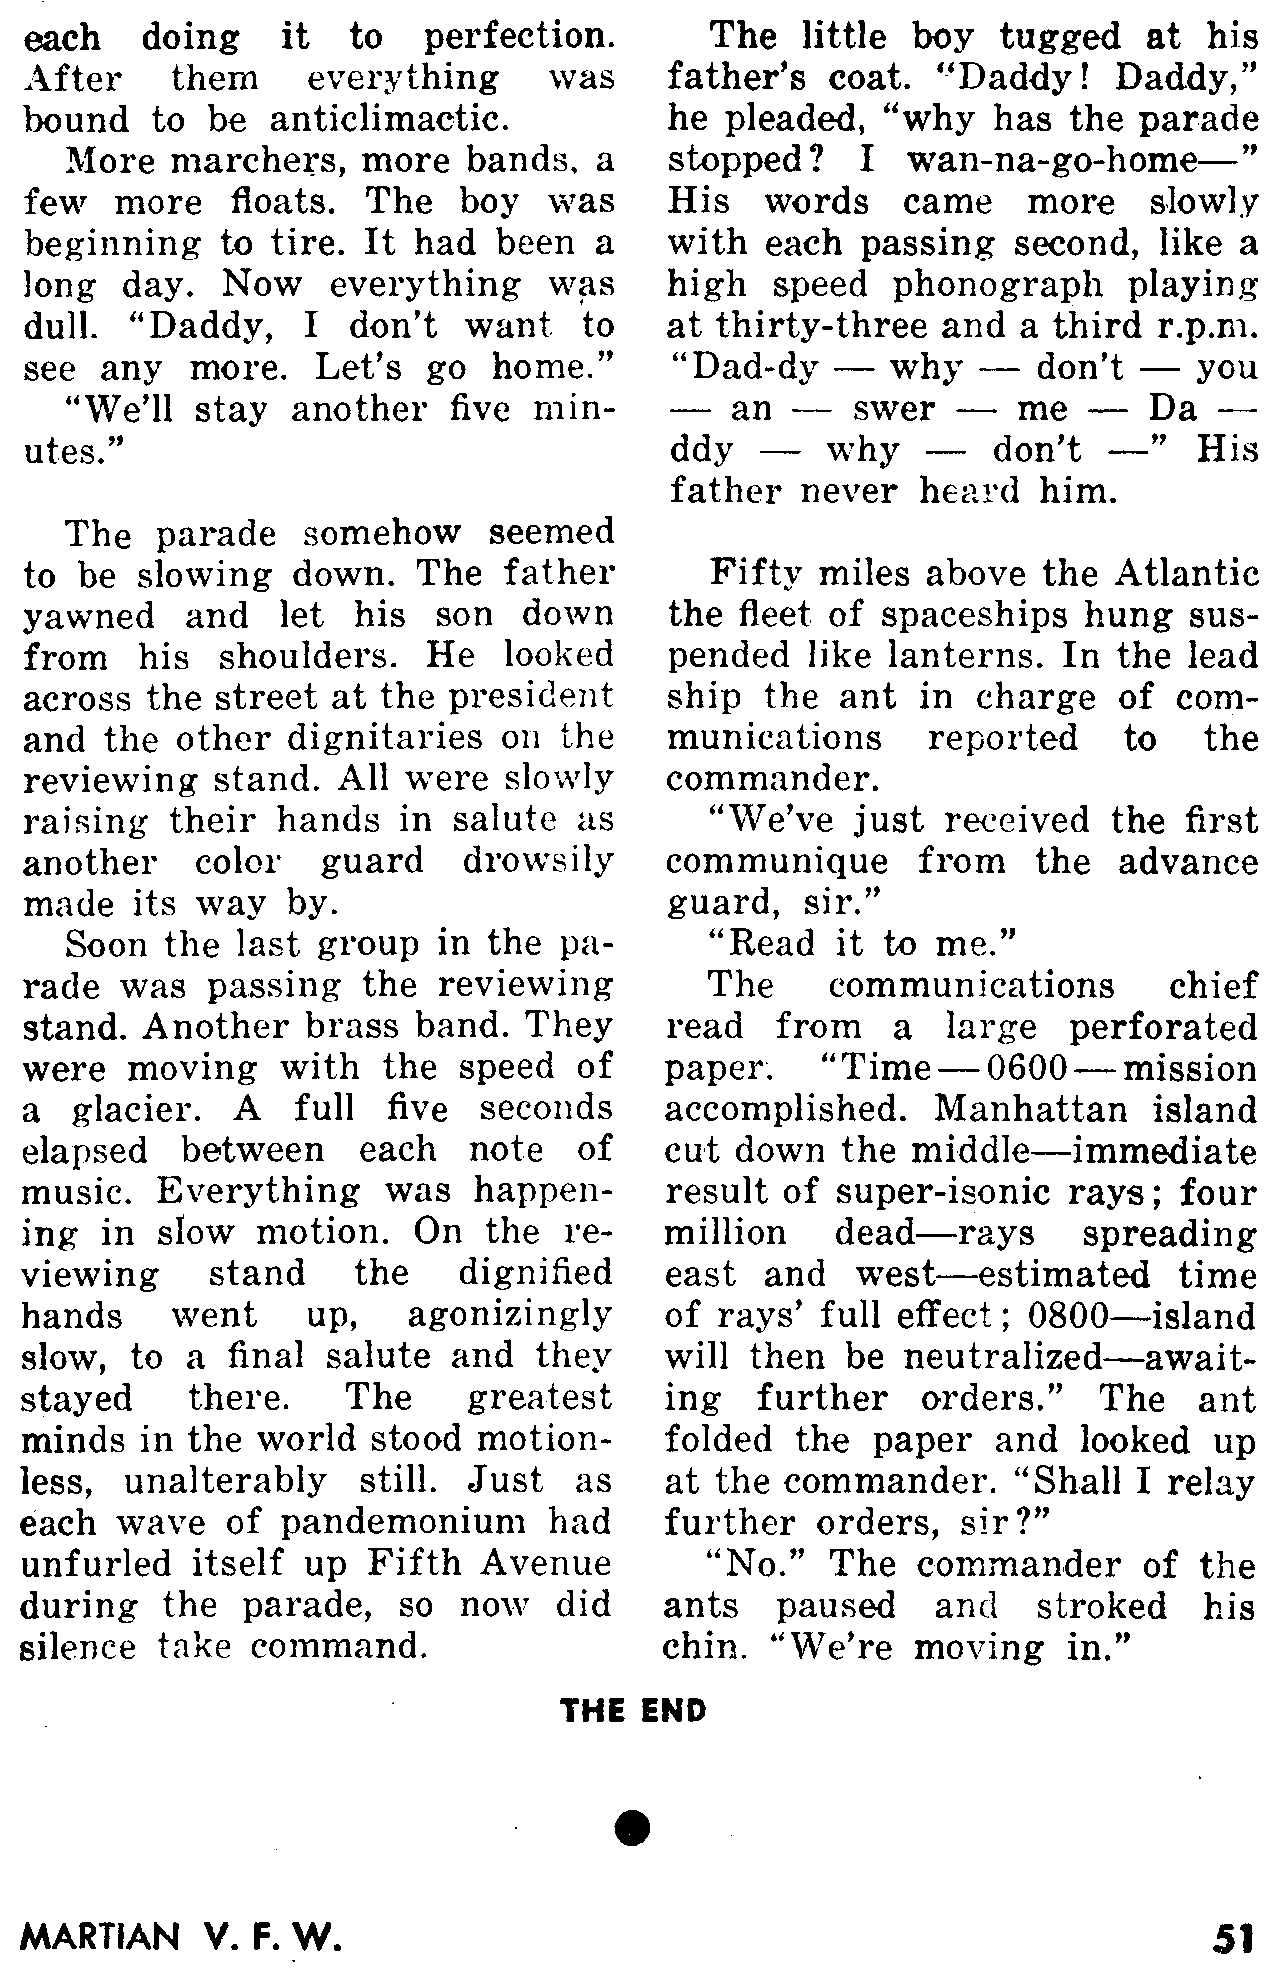 each doing it to perfection.
After them everything was
bound to be anticlimactic.
More marchers, more bands, a
few more floats. The boy was
beginning to tire. It had been a
long day. Now everything was
dull. “Daddy, I don’t want to
see any more. Let’s go home.”
“We’ll stay another five min-
utes.”
The parade somehow seemed
to be slowing down. The father
yawned and let his son down
from his shoulders. He looked
across the street at the president
and the other dignitaries on the
reviewing stand. All were slowly
raising their hands in salute as
another color guard drowsily
made its way by.
Soon the last group in the pa-
rade was passing the reviewing
stand. Another brass band. They
were moving with the speed of
a glacier. A full five seconds
elapsed between each note of
music. Everything was happen-
ing in slow motion. On the re-
viewing stand the dignified
hands went up, agonizingly
slow, to a final salute and they
stayed there. The greatest
minds in the world stood motion-
less, unalterably still. Just as
each wave of pandemonium had
unfurled itself up Fifth Avenue
during the parade, so now did
silence take command.
The little boy tugged at his
father’s coat. “Daddy! Daddy,”
he pleaded, “why has the parade
stopped? I wan-na-go-home—”
His words came more slowly
with each passing second, like a
high speed phonograph playing
at thirty-three and a third r.p.m.
“Dad-dy — why — don’t — you
— an — swer — me — Da —
ddy — why — don’t —” His
father never heard him.
Fifty miles above the Atlantic
the fleet of spaceships hung sus-
pended like lanterns. In the lead
ship the ant in charge of com-
munications reported to the
commander.
“We’ve just received the first
communique from the advance
guard, sir.”
“Read it to me.”
The communications chief
read from a large perforated
paper. “Time—0600—mission
accomplished. Manhattan island
cut down the middle—immediate
result of super-isonic rays; four
million dead—rays spreading
east and west—estimated time
of rays’ full effect; 0800—island
will then be neutralized—await-
ing further orders.” The ant
folded the paper and looked up
at the commander. “Shall I relay
further orders, sir?”
“No.” The commander of the
ants paused and stroked his
chin. “We’re moving in.”
THE END
MARTIAN V. F. W. 51